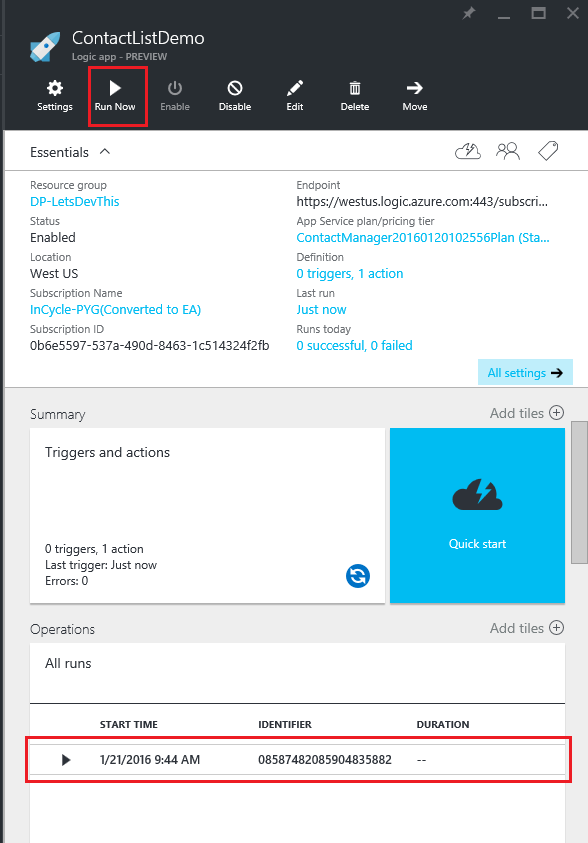 ContactListDemo
Logic app - PREVIEW
Settings
Run Now
Enable
Disable
Edit
Delete
Move
Essentials
Resource group
DP-LetsDevThis
Status
Enabled
Location
West US
Subscription Name
InCycle-PYG(Converted to EA)
Subscription ID
0b6e5597-537a-490d-8463-1c514324f2fb
Endpoint
https://westus.logic.azure.com:443/subscri...
App Service plan/pricing tier
ContactManager20160120102556Plan (Sta...
Definition
0 triggers, 1 action
Last run
Just now
Runs today
0 successful, 0 failed
All settings
Summary
Add tiles
Triggers and actions
0 triggers, 1 action
Last trigger: Just now
Errors: 0
Quick start
Operations
Add tiles
All runs
START TIME IDENTIFIER DURATION
1/21/2016 9:44 AM 08587482085904835882 --